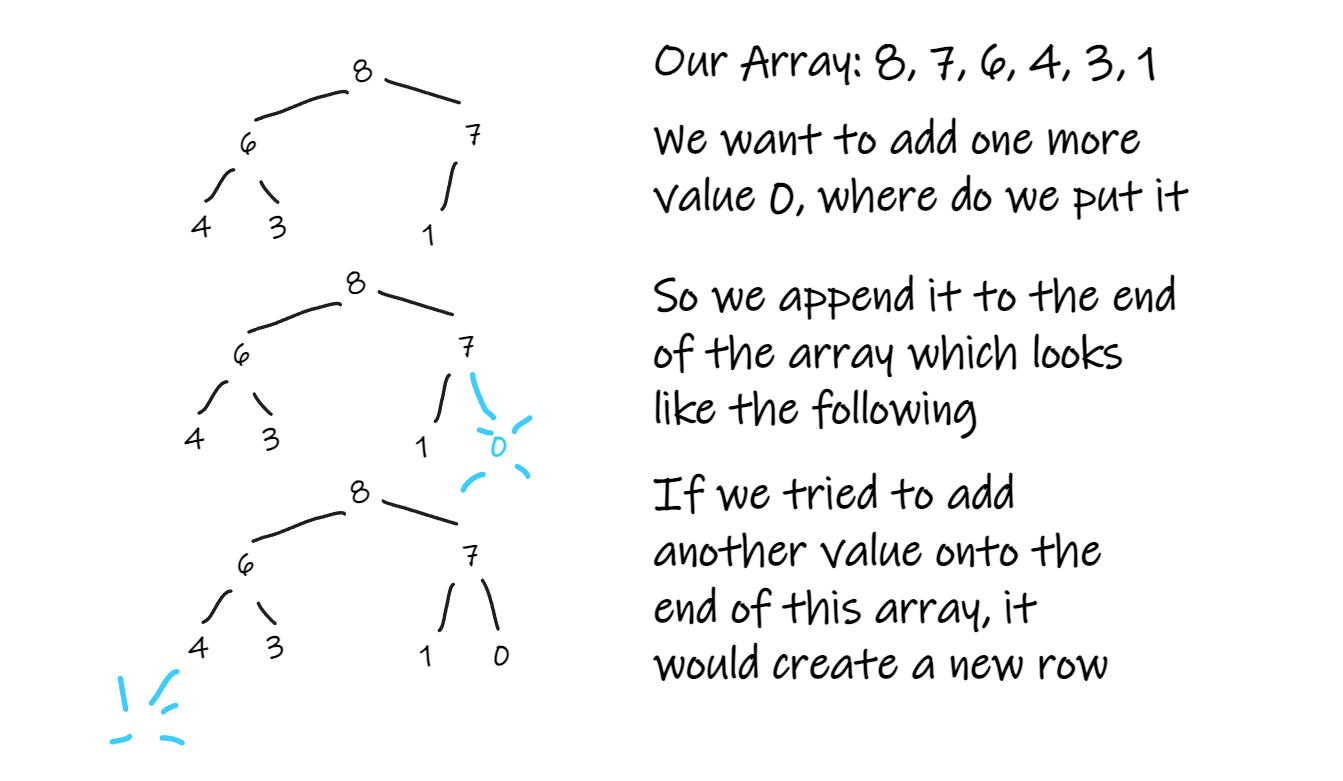 8
6 7
4 3 1
Our Array: 8, 7, 6, 4, 3, 1
We want to add one more
value 0, where do we put it
8
6 7
4 3 1 0
So we append it to the end
of the array which looks
like the following
8
6 7
4 3 1 0
If we tried to add
another value onto the
end of this array, it
would create a new row